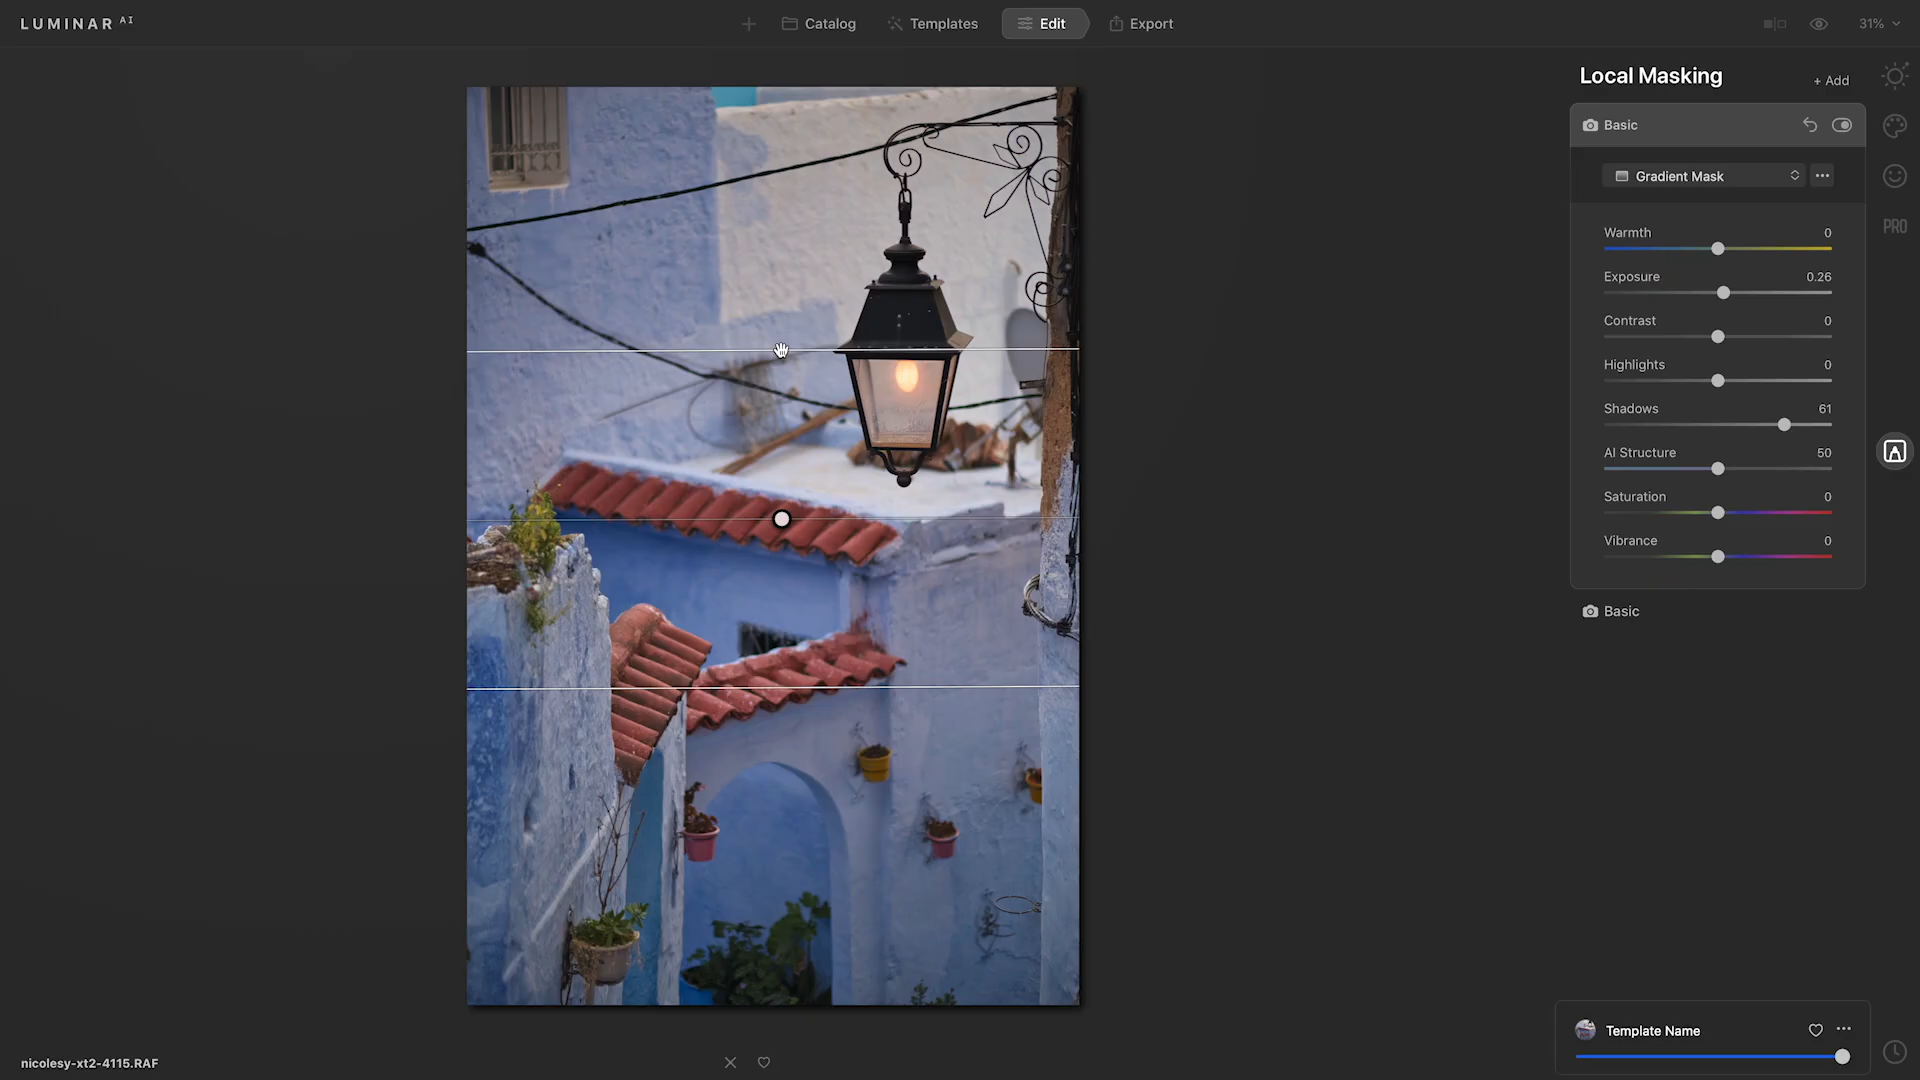 LUMINAR AI
Catalog
Templates
Edit
Export
31%
Local Masking
+ Add
Basic
Gradient Mask
Warmth 0
Exposure 0.26
Contrast 0
Highlights 0
Shadows 61
AI Structure 50
Saturation 0
Vibrance 0
Basic
PRO
Template Name
nicolesy-xt2-4115.RAF